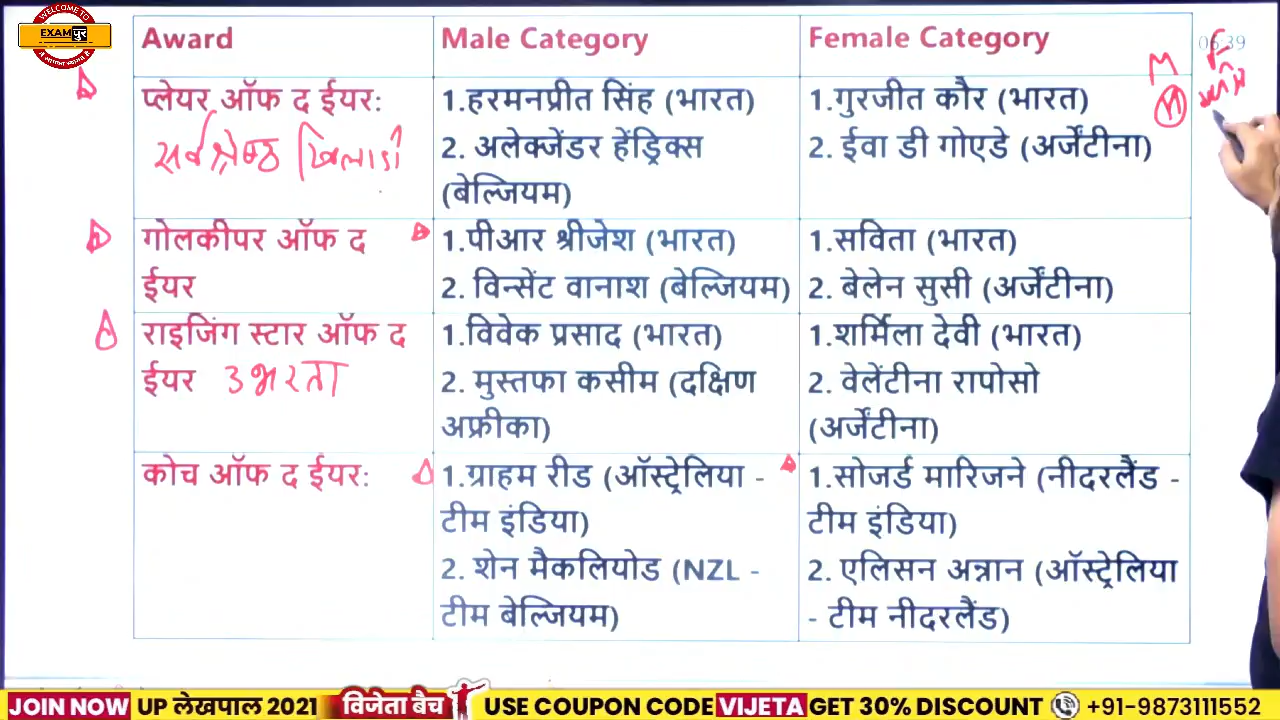 WELCOME TO
EXAM पुर
Award
Male Category
Female Category
06:39
M
F
प्लेयर ऑफ द ईयर:
सर्वश्रेष्ठ खिलाडी
1.हरमनप्रीत सिंह (भारत)
2. अलेक्जेंडर हेंड्रिक्स
(बेल्जियम)
1.गुरजीत कौर (भारत)
2. ईवा डी गोएडे (अर्जेंटीना)
गोलकीपर ऑफ द
ईयर
1.पीआर श्रीजेश (भारत)
2. विन्सेंट वानाश (बेल्जियम)
1.सविता (भारत)
2. बेलेन सुसी (अर्जेंटीना)
राइजिंग स्टार ऑफ द
ईयर उभरता
1.विवेक प्रसाद (भारत)
2. मुस्तफा कसीम (दक्षिण
अफ्रीका)
1.शर्मिला देवी (भारत)
2. वेलेंटीना रापोसो
(अर्जेंटीना)
कोच ऑफ द ईयर:
1.ग्राहम रीड (ऑस्ट्रेलिया -
टीम इंडिया)
2. शेन मैकलियोड (NZL -
टीम बेल्जियम)
1.सोजर्ड मारिजने (नीदरलैंड -
टीम इंडिया)
2. एलिसन अन्नान (ऑस्ट्रेलिया
- टीम नीदरलैंड)
JOIN NOW UP लेखपाल 2021 विजेता बैच USE COUPON CODE VIJETA GET 30% DISCOUNT +91-9873111552